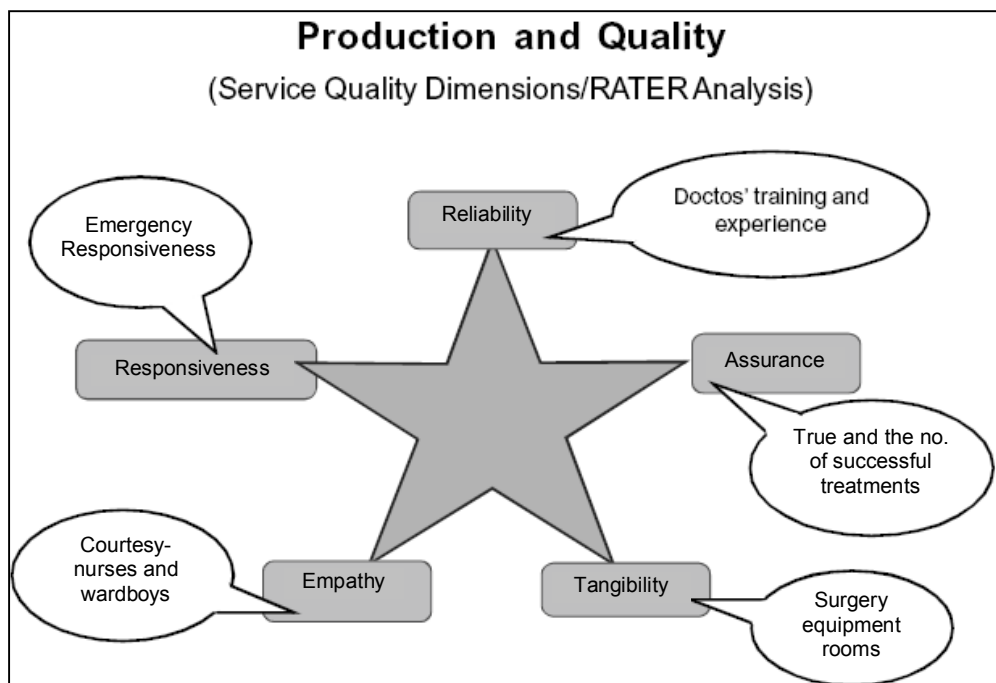 Production and Quality
(Service Quality Dimensions/RATER Analysis)
Reliability
Doctos' training and
experience
Emergency
Responsiveness
Responsiveness
Assurance
True and the no.
of successful
treatments
Courtesy-
nurses and
wardboys
Empathy
Tangibility
Surgery
equipment
rooms